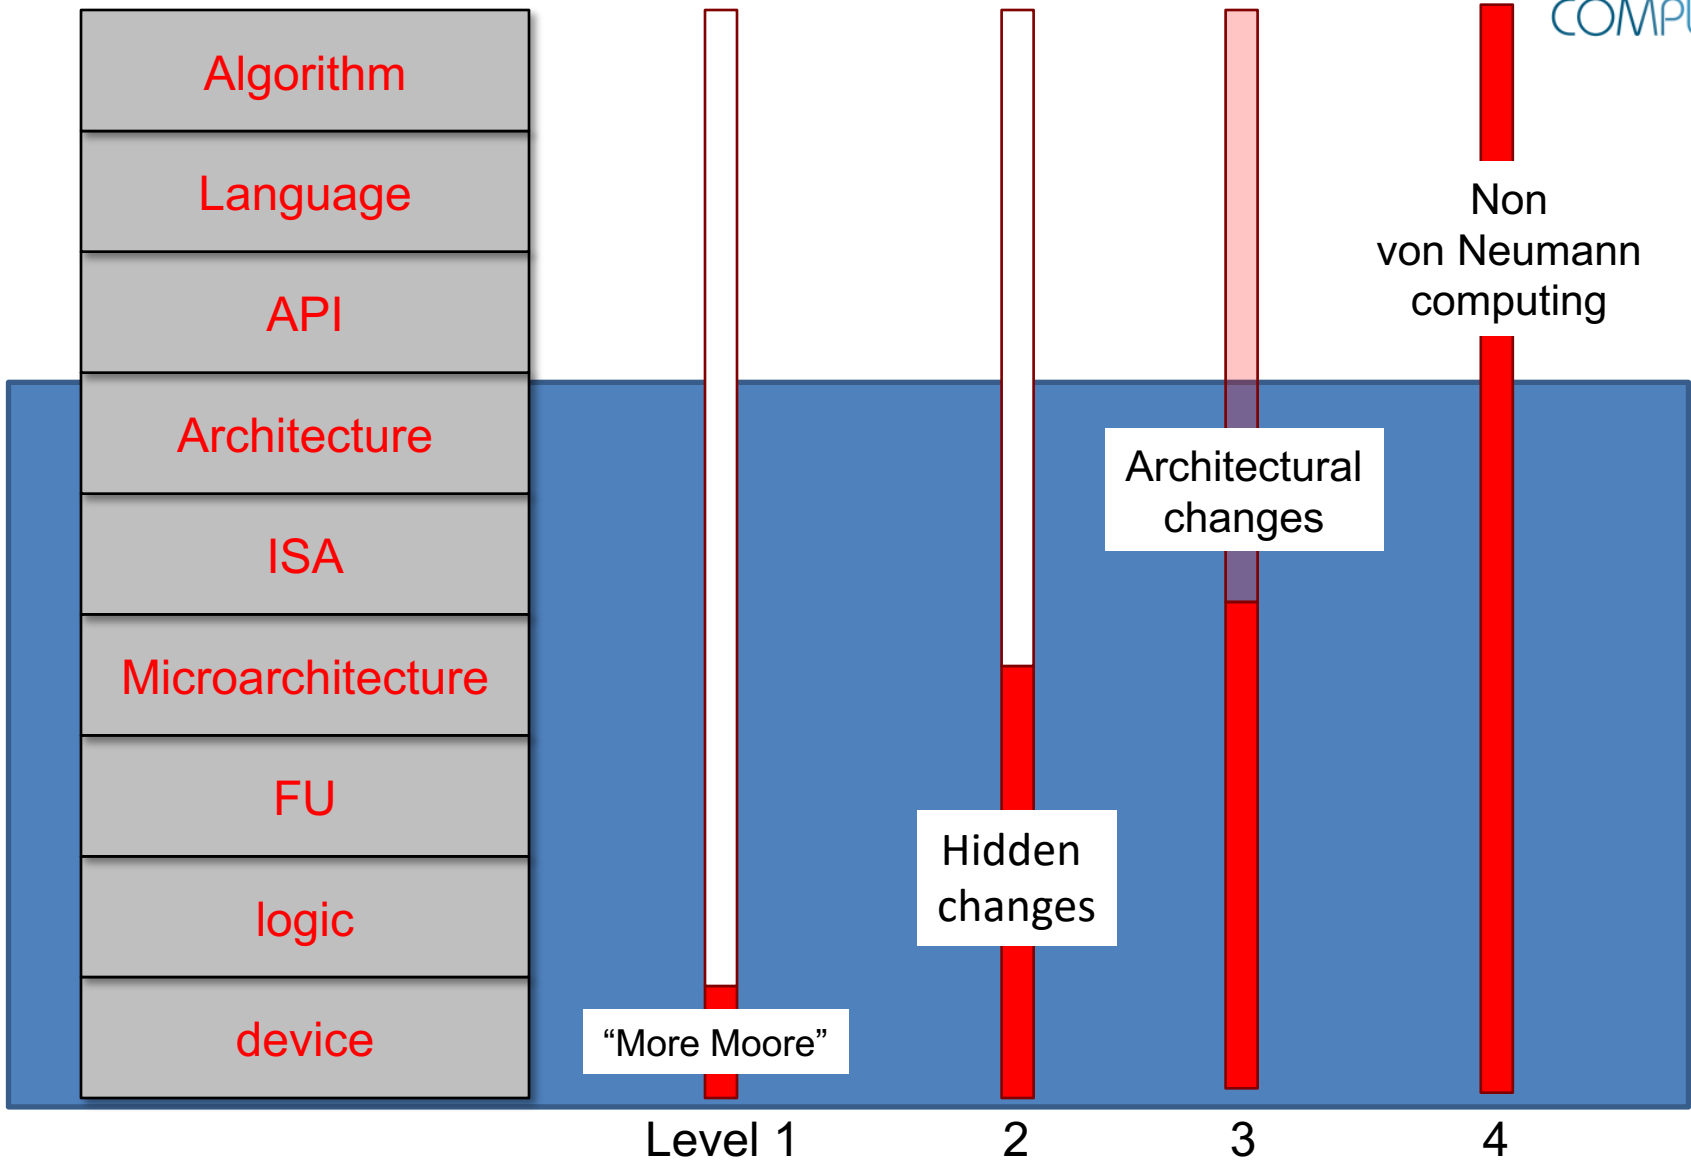 Algorithm
Language
API
Architecture
ISA
Microarchitecture
FU
logic
device
“More Moore”
Hidden
changes
Architectural
changes
Non
von Neumann
computing
Level 1
2
3
4